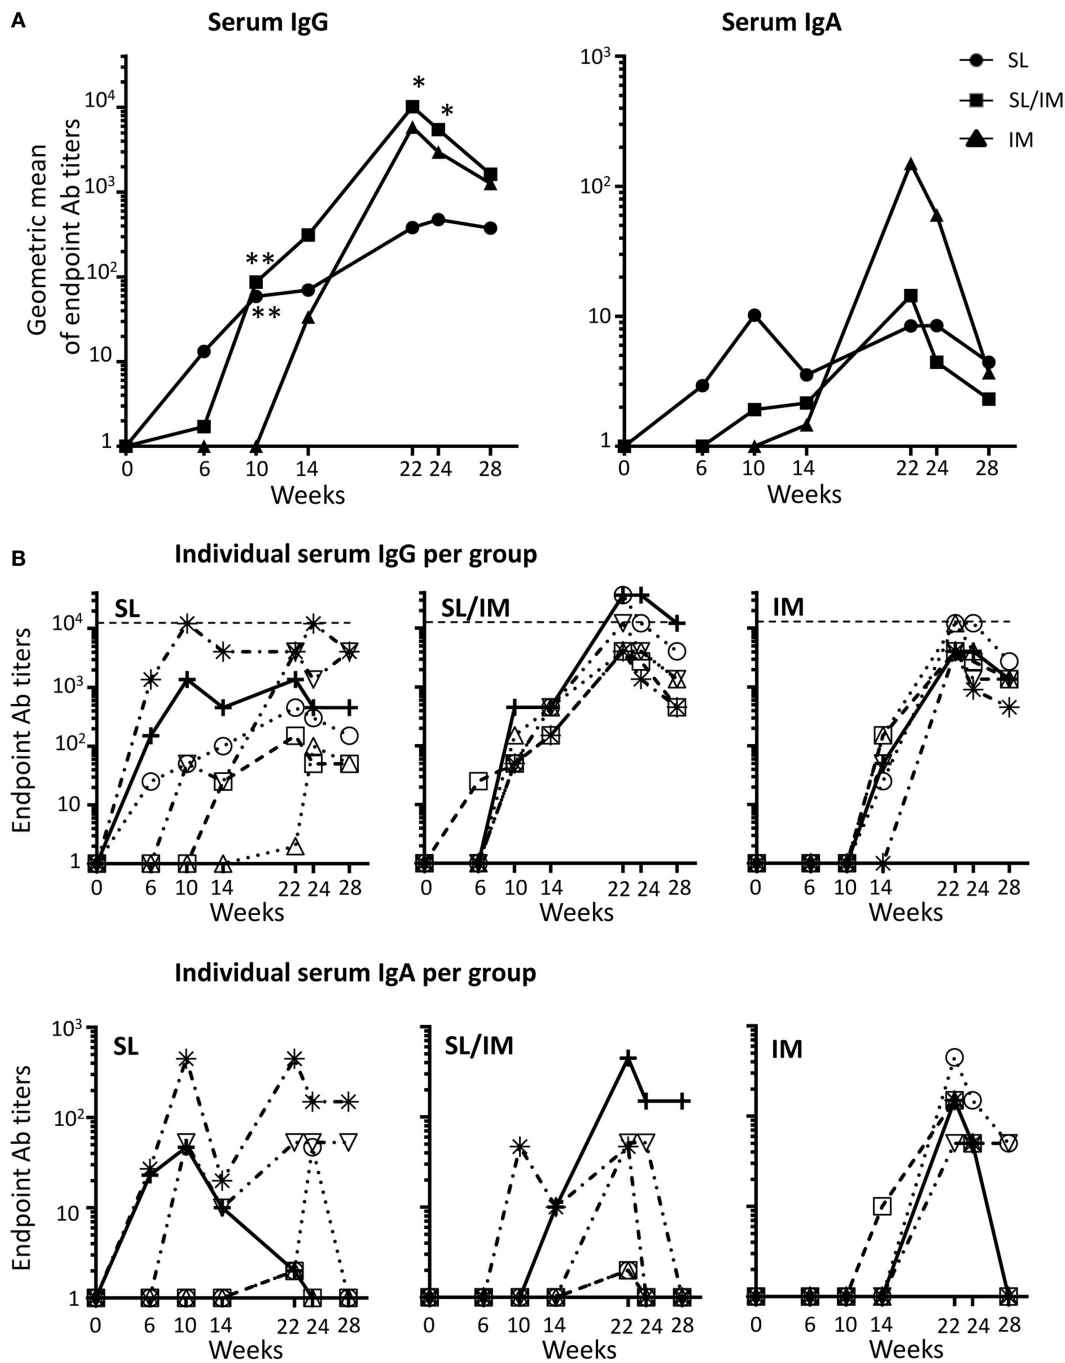 A
Serum IgG
Serum IgA
Geometric mean
of endpoint Ab titers
10⁴
10³
10²
10
1
**
**
*
*
0 6 10 14 22 24 28
Weeks
10³
10²
10
1
0 6 10 14 22 24 28
Weeks
SL
SL/IM
IM
B
Individual serum IgG per group
Endpoint Ab titers
10⁴
10³
10²
10
1
SL
0 6 10 14 22 24 28
Weeks
SL/IM
0 6 10 14 22 24 28
Weeks
IM
0 6 10 14 22 24 28
Weeks
Individual serum IgA per group
Endpoint Ab titers
10³
10²
10
1
SL
0 6 10 14 22 24 28
Weeks
SL/IM
0 6 10 14 22 24 28
Weeks
IM
0 6 10 14 22 24 28
Weeks